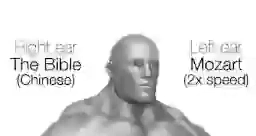 Right ear
The Bible
(Chinese)
Left ear
Mozart
(2x speed)